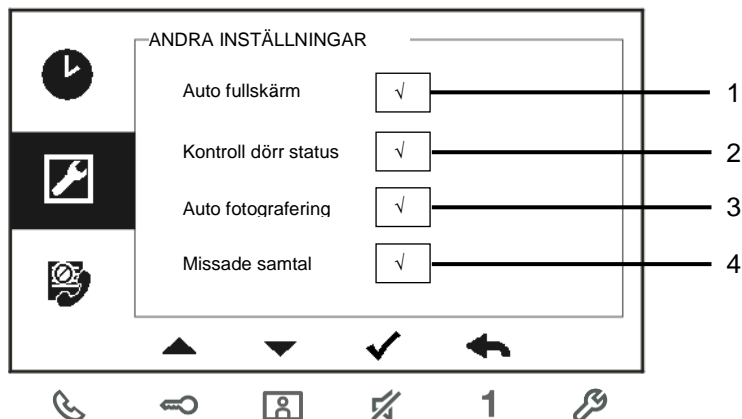 ANDRA INSTÄLLNINGAR
Auto fullskärm √ 1
Kontroll dörr status √ 2
Auto fotografering √ 3
Missade samtal √ 4
1